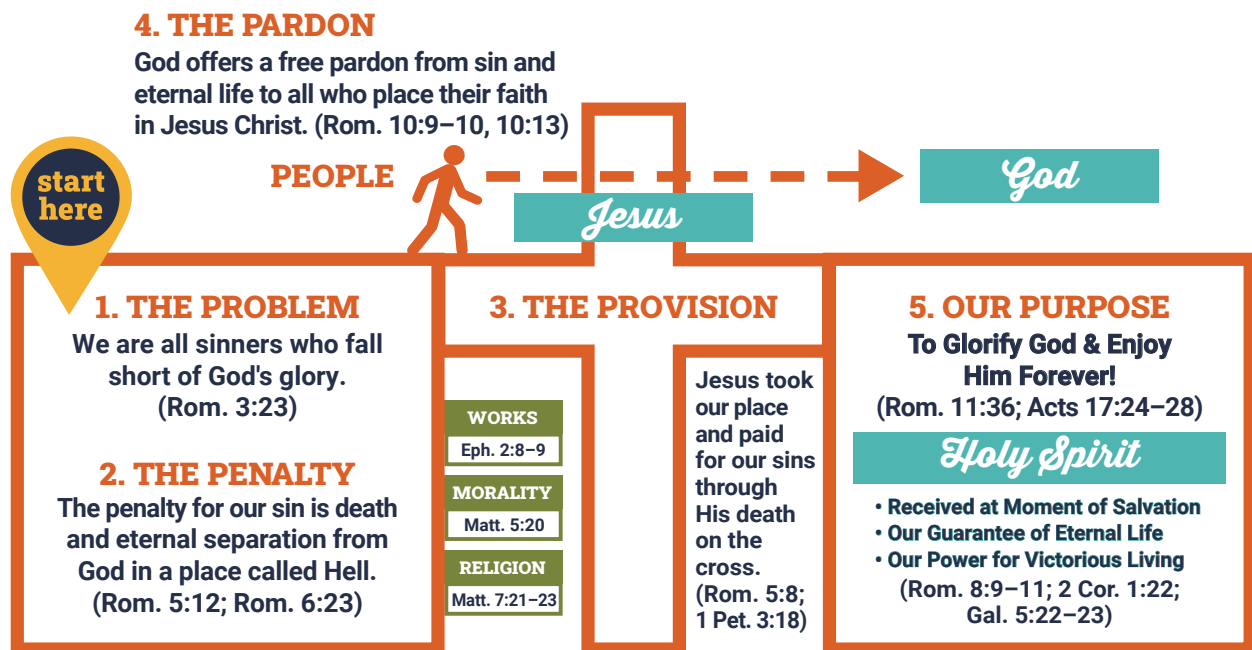 4. THE PARDON
God offers a free pardon from sin and
eternal life to all who place their faith
in Jesus Christ. (Rom. 10:9–10, 10:13)
start
here
PEOPLE
Jesus
God
1. THE PROBLEM
We are all sinners who fall
short of God's glory.
(Rom. 3:23)
2. THE PENALTY
The penalty for our sin is death
and eternal separation from
God in a place called Hell.
(Rom. 5:12; Rom. 6:23)
3. THE PROVISION
WORKS
Eph. 2:8–9
MORALITY
Matt. 5:20
RELIGION
Matt. 7:21–23
Jesus took
our place
and paid
for our sins
through
His death
on the
cross.
(Rom. 5:8;
1 Pet. 3:18)
5. OUR PURPOSE
To Glorify God & Enjoy
Him Forever!
(Rom. 11:36; Acts 17:24–28)
Holy Spirit
• Received at Moment of Salvation
• Our Guarantee of Eternal Life
• Our Power for Victorious Living
(Rom. 8:9–11; 2 Cor. 1:22;
Gal. 5:22–23)